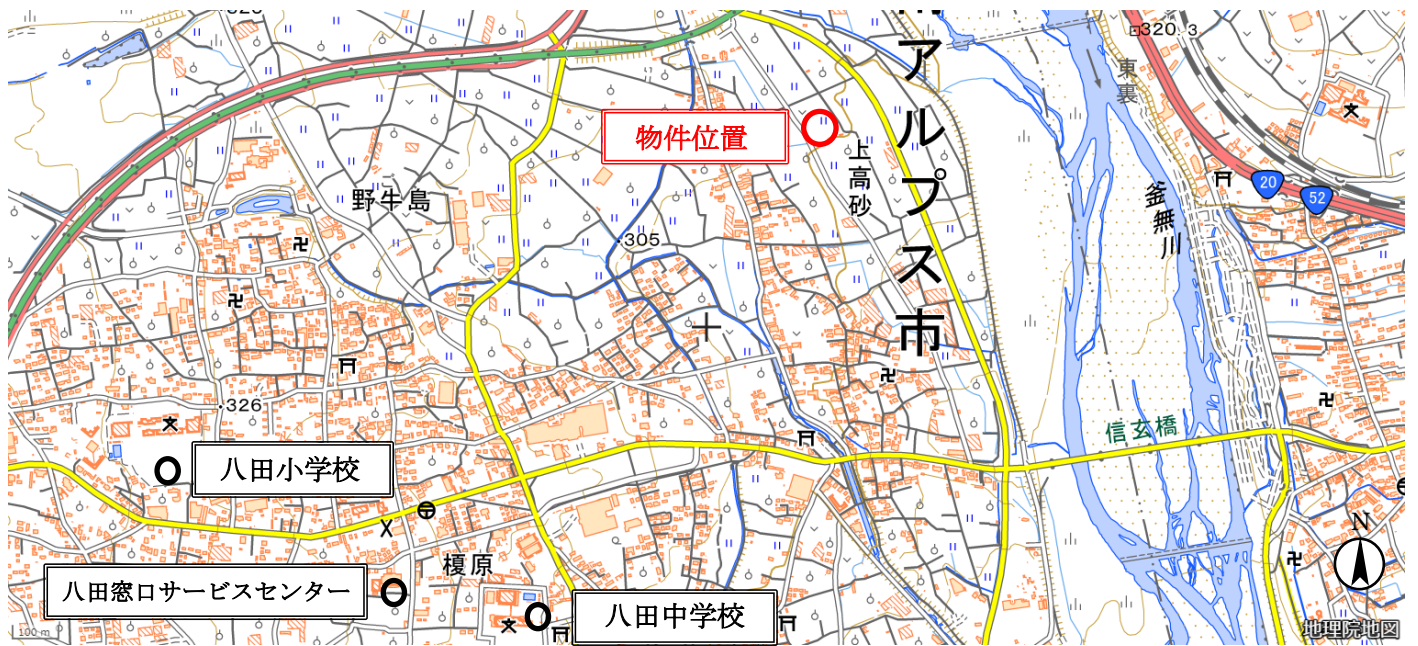 320.3
東裏
アルプス市
物件位置
上高砂
20
52
釜無川
野牛島
305
326
信玄橋
八田小学校
榎原
八田窓口サービスセンター
八田中学校
N
100 m
地理院地図